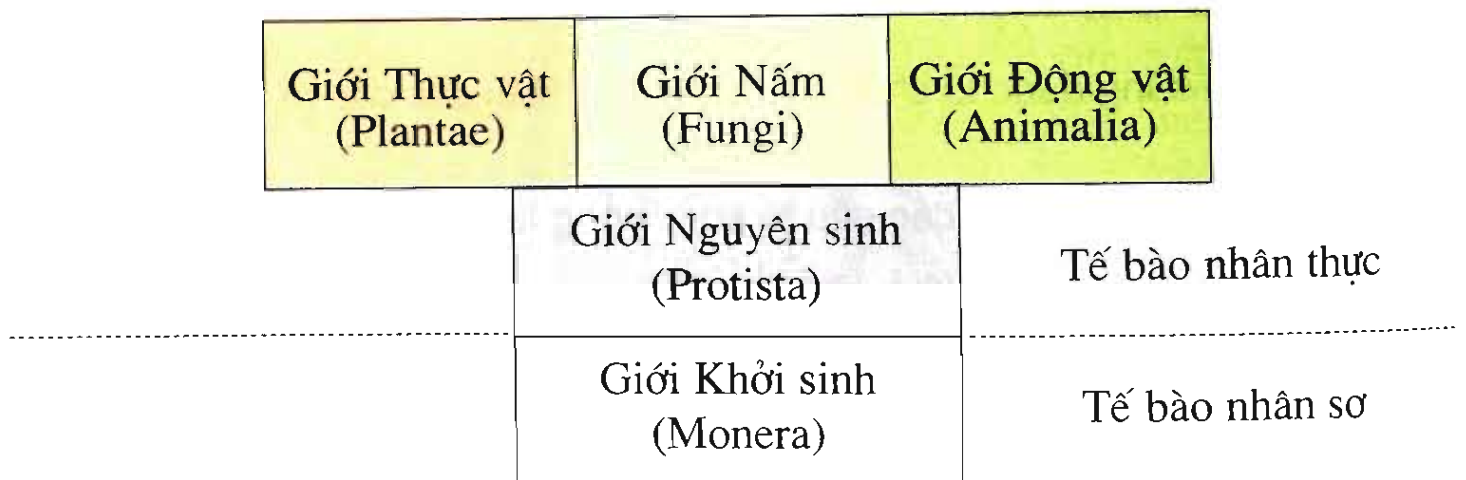 Giới Thực vật
(Plantae)
Giới Nấm
(Fungi)
Giới Động vật
(Animalia)
Giới Nguyên sinh
(Protista)
Tế bào nhân thực
Giới Khởi sinh
(Monera)
Tế bào nhân sơ